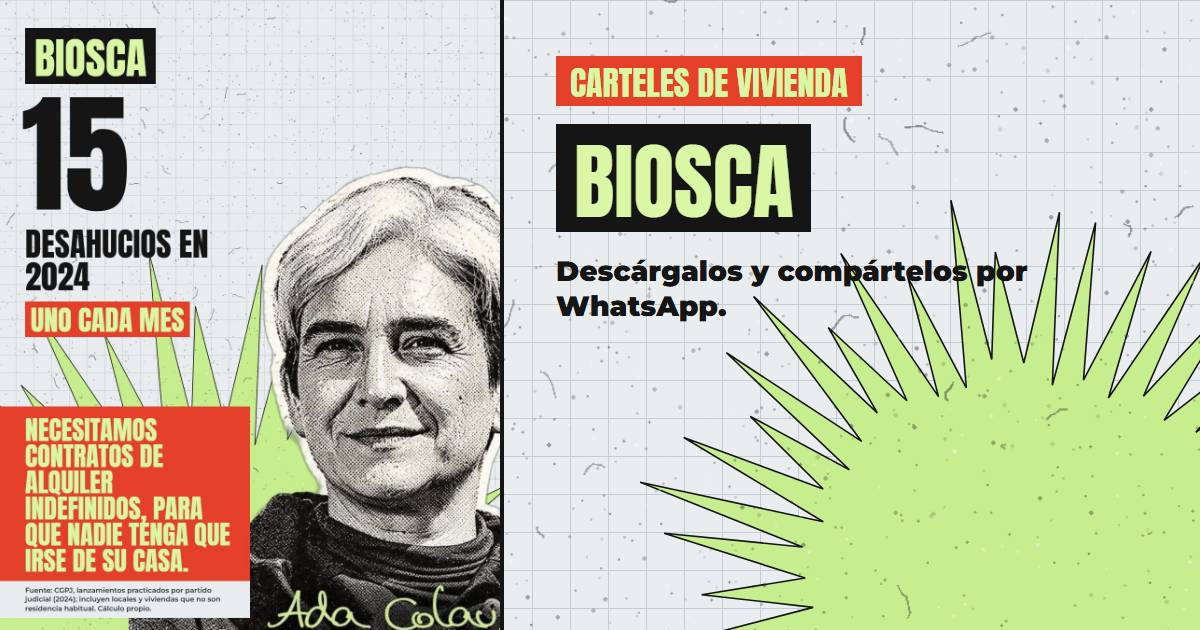 BIOSCA
15
DESAHUCIOS EN
2024
UNO CADA MES
NECESITAMOS
CONTRATOS DE
ALQUILER
INDEFINIDOS, PARA
QUE NADIE TENGA QUE
IRSE DE SU CASA.
Fuente: CGPJ, lanzamientos practicados por partido
judicial (2024); incluyen locales y viviendas que no son
residencia habitual. Cálculo propio.
Ada Colau
CARTELES DE VIVIENDA
BIOSCA
Descárgalos y compártelos por
WhatsApp.